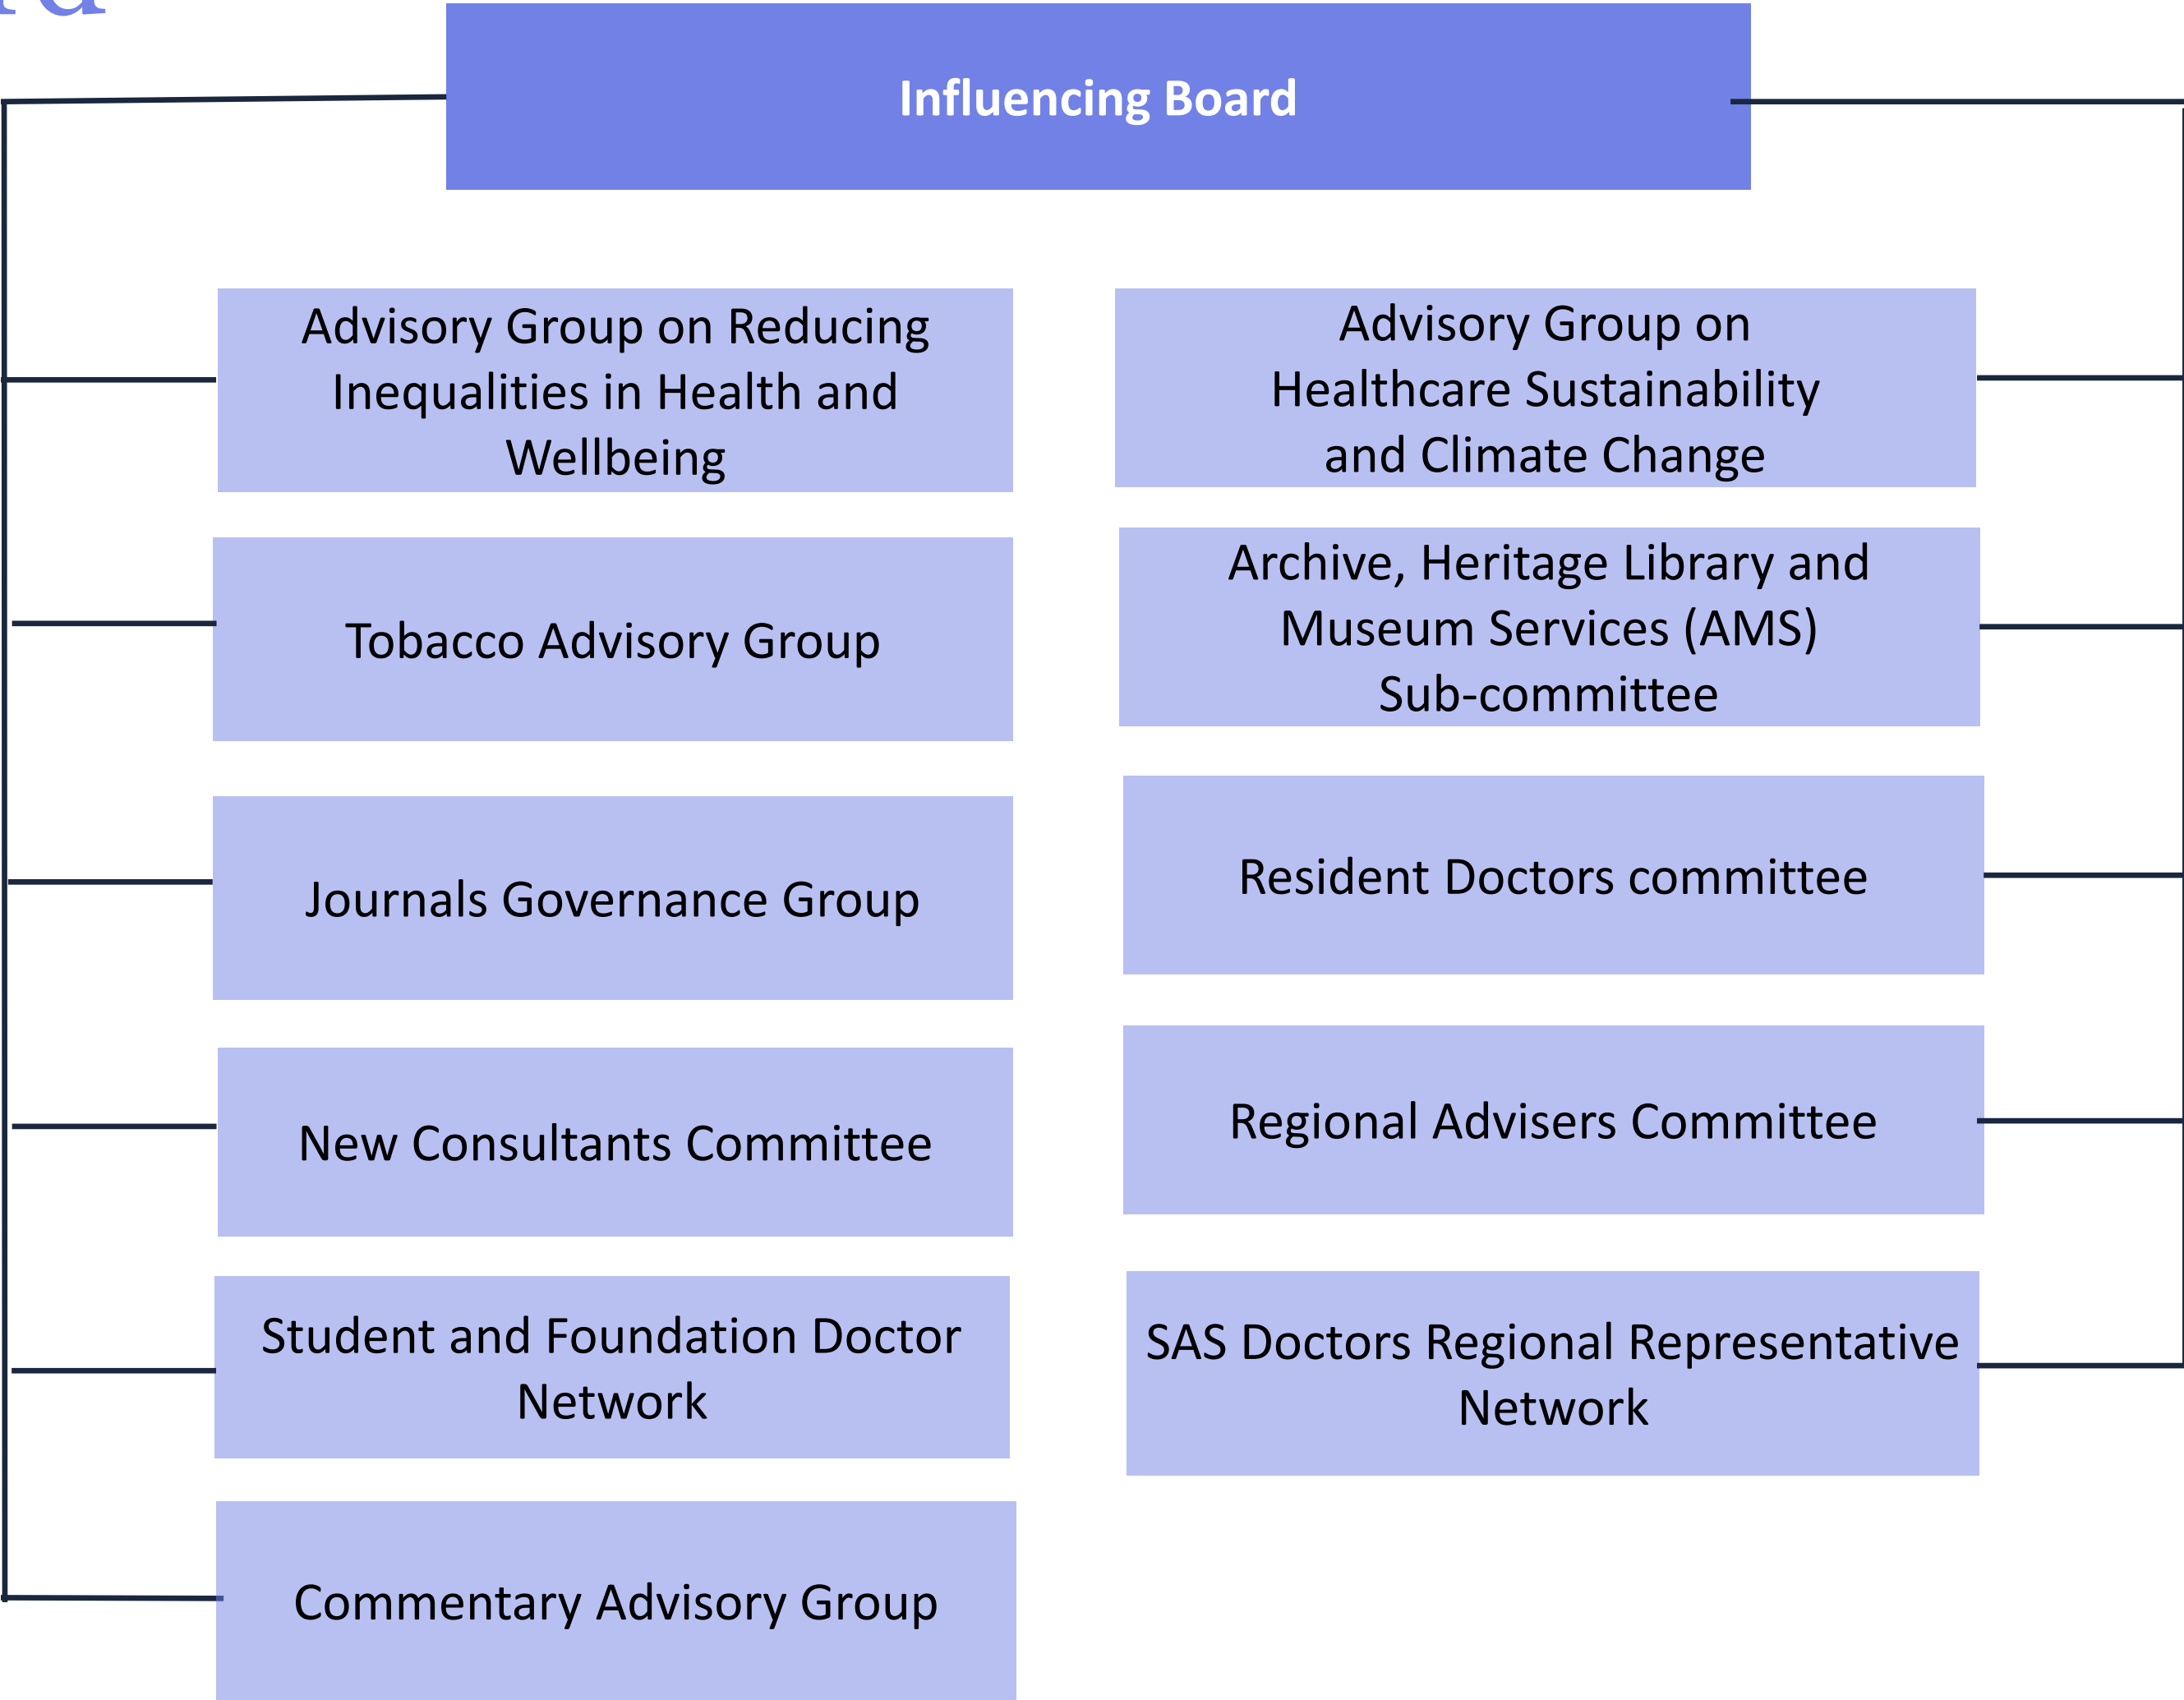 Influencing Board
Advisory Group on Reducing
Inequalities in Health and
Wellbeing
Tobacco Advisory Group
Journals Governance Group
New Consultants Committee
Student and Foundation Doctor
Network
Commentary Advisory Group
Advisory Group on
Healthcare Sustainability
and Climate Change
Archive, Heritage Library and
Museum Services (AMS)
Sub-committee
Resident Doctors committee
Regional Advisers Committee
SAS Doctors Regional Representative
Network